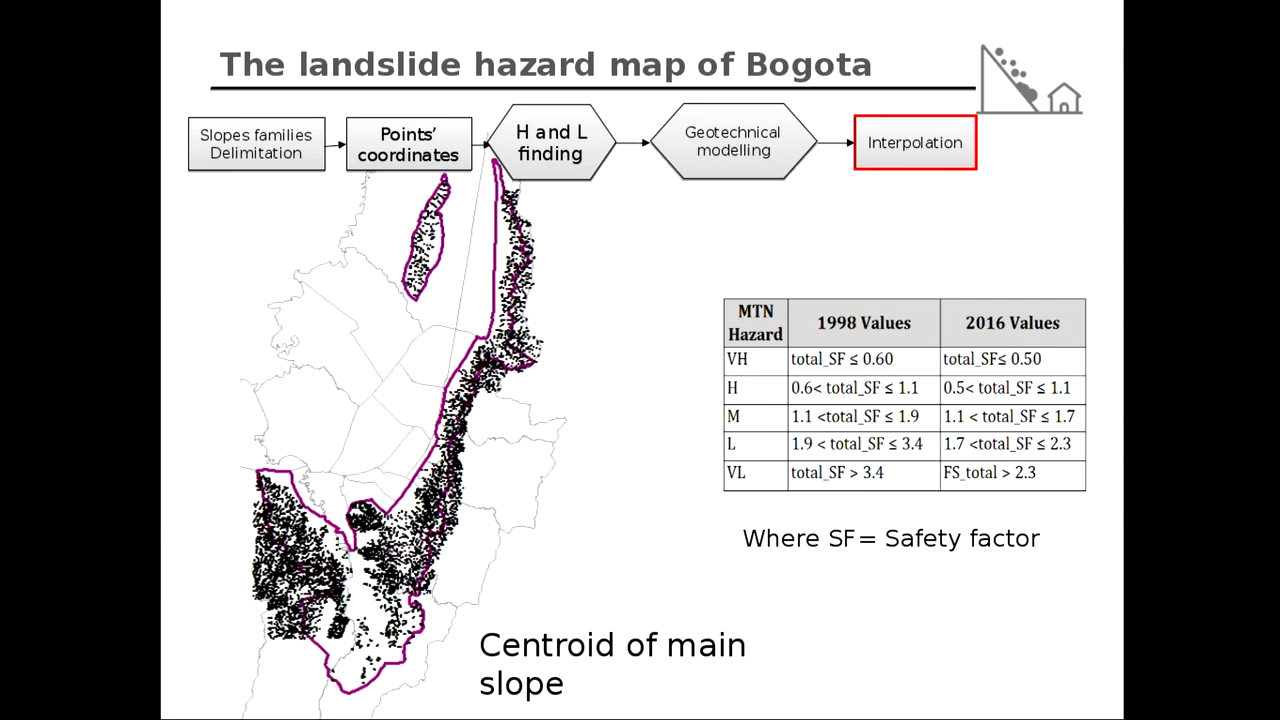 The landslide hazard map of Bogota
Slopes families
Delimitation
Points’
coordinates
H and L
finding
Geotechnical
modelling
Interpolation
MTN
Hazard
1998 Values
2016 Values
VH
total_SF ≤ 0.60
total_SF≤ 0.50
H
0.6< total_SF ≤ 1.1
0.5< total_SF ≤ 1.1
M
1.1 <total_SF ≤ 1.9
1.1 < total_SF ≤ 1.7
L
1.9 < total_SF ≤ 3.4
1.7 <total_SF ≤ 2.3
VL
total_SF > 3.4
FS_total > 2.3
Where SF= Safety factor
Centroid of main
slope